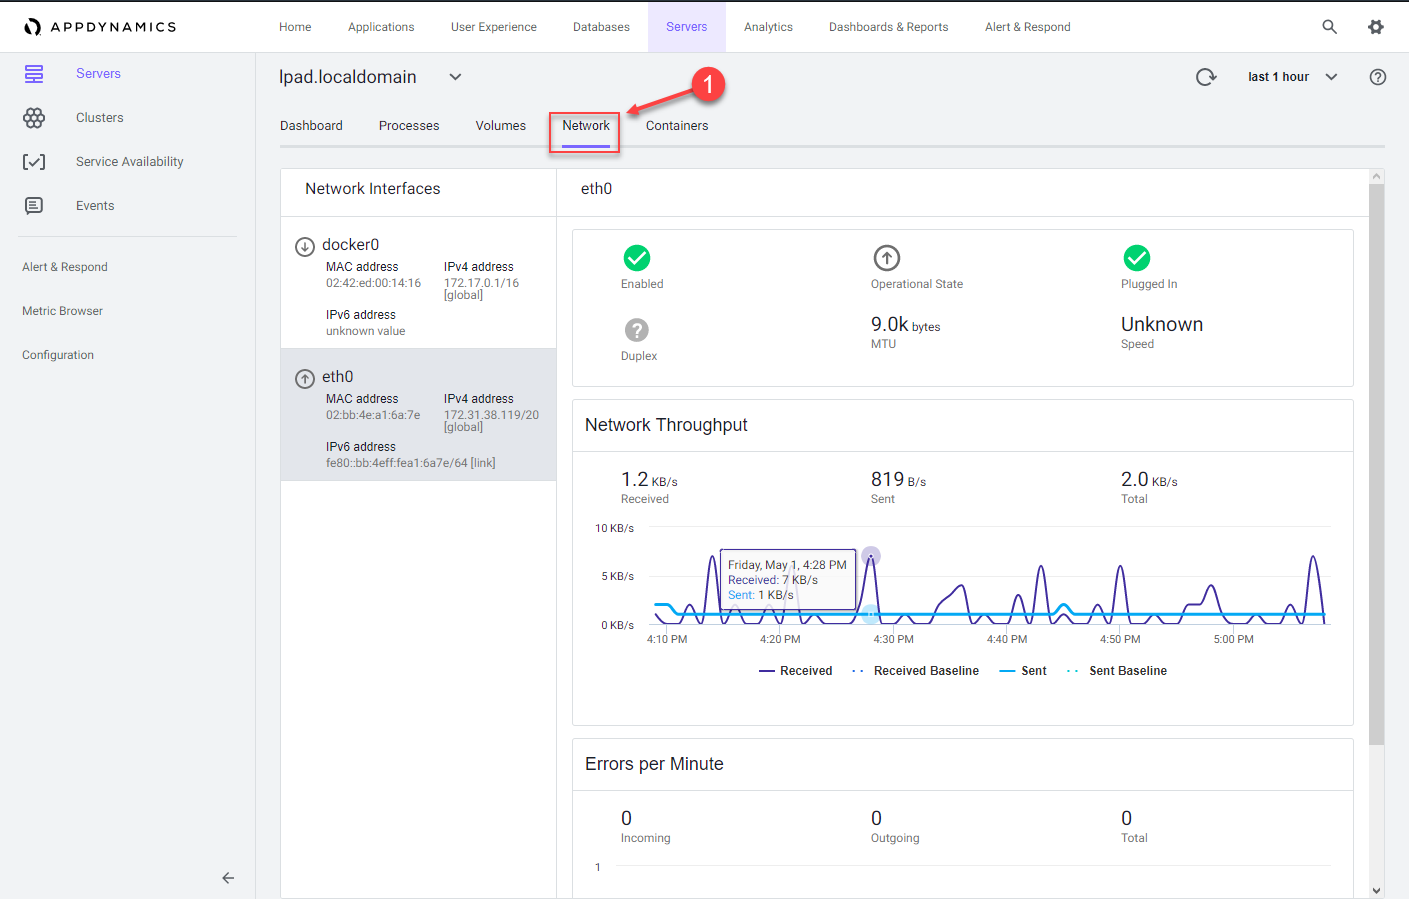 APPDYNAMICS
Home Applications User Experience Databases Servers Analytics Dashboards & Reports Alert & Respond
Servers
Clusters
Service Availability
Events
Alert & Respond
Metric Browser
Configuration
lpad.localdomain
last 1 hour
1
Dashboard Processes Volumes Network Containers
Network Interfaces
docker0
MAC address IPv4 address
02:42:ed:00:14:16 172.17.0.1/16
[global]
IPv6 address
unknown value
eth0
MAC address IPv4 address
02:bb:4e:a1:6a:7e 172.31.38.119/20
[global]
IPv6 address
fe80::bb:4eff:fea1:6a7e/64 [link]
eth0
Enabled Operational State Plugged In
9.0k bytes Unknown
Duplex MTU Speed
Network Throughput
1.2 KB/s 819 B/s 2.0 KB/s
Received Sent Total
10 KB/s
5 KB/s
0 KB/s
Friday, May 1, 4:28 PM
Received: 7 KB/s
Sent: 1 KB/s
4:10 PM 4:20 PM 4:30 PM 4:40 PM 4:50 PM 5:00 PM
Received Received Baseline Sent Sent Baseline
Errors per Minute
0 0 0
Incoming Outgoing Total
1